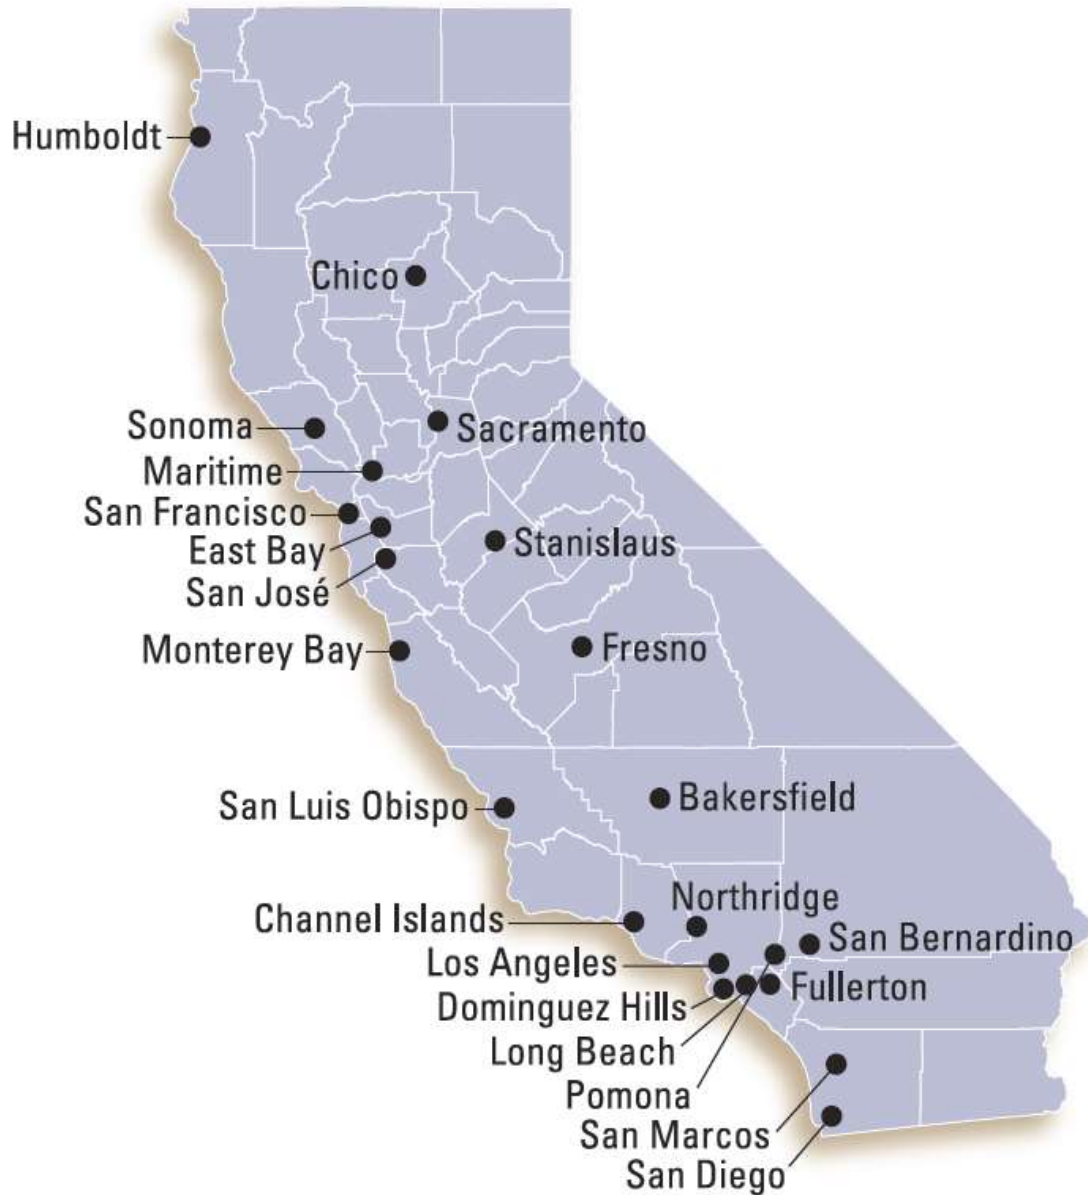 Humboldt
Chico
Sonoma
Sacramento
Maritime
San Francisco
East Bay
Stanislaus
San José
Monterey Bay
Fresno
San Luis Obispo
Bakersfield
Northridge
Channel Islands
San Bernardino
Los Angeles
Fullerton
Dominguez Hills
Long Beach
Pomona
San Marcos
San Diego